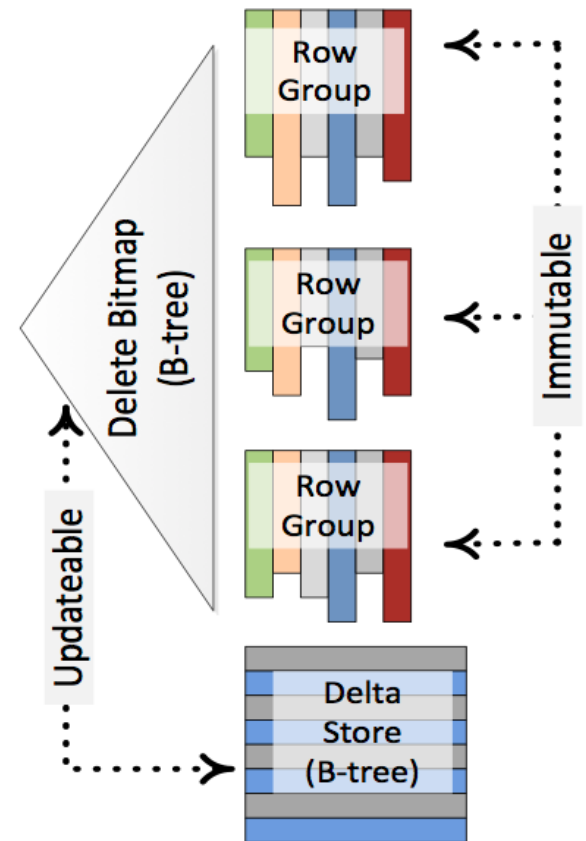 Row
Group
Delete Bitmap
(B-tree)
Row
Group
Immutable
Row
Group
Updateable
Delta
Store
(B-tree)